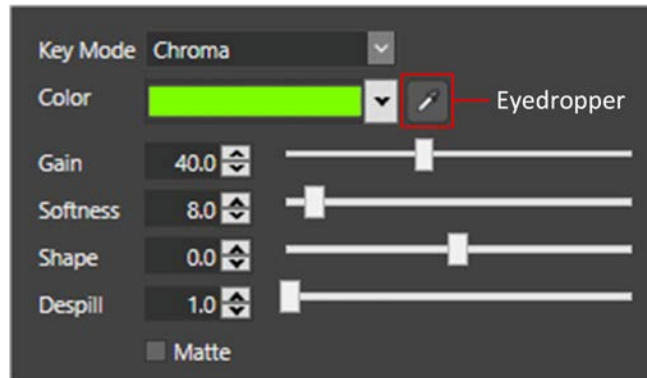 Key Mode Chroma
Color Eyedropper
Gain 40.0
Softness 8.0
Shape 0.0
Despill 1.0
Matte